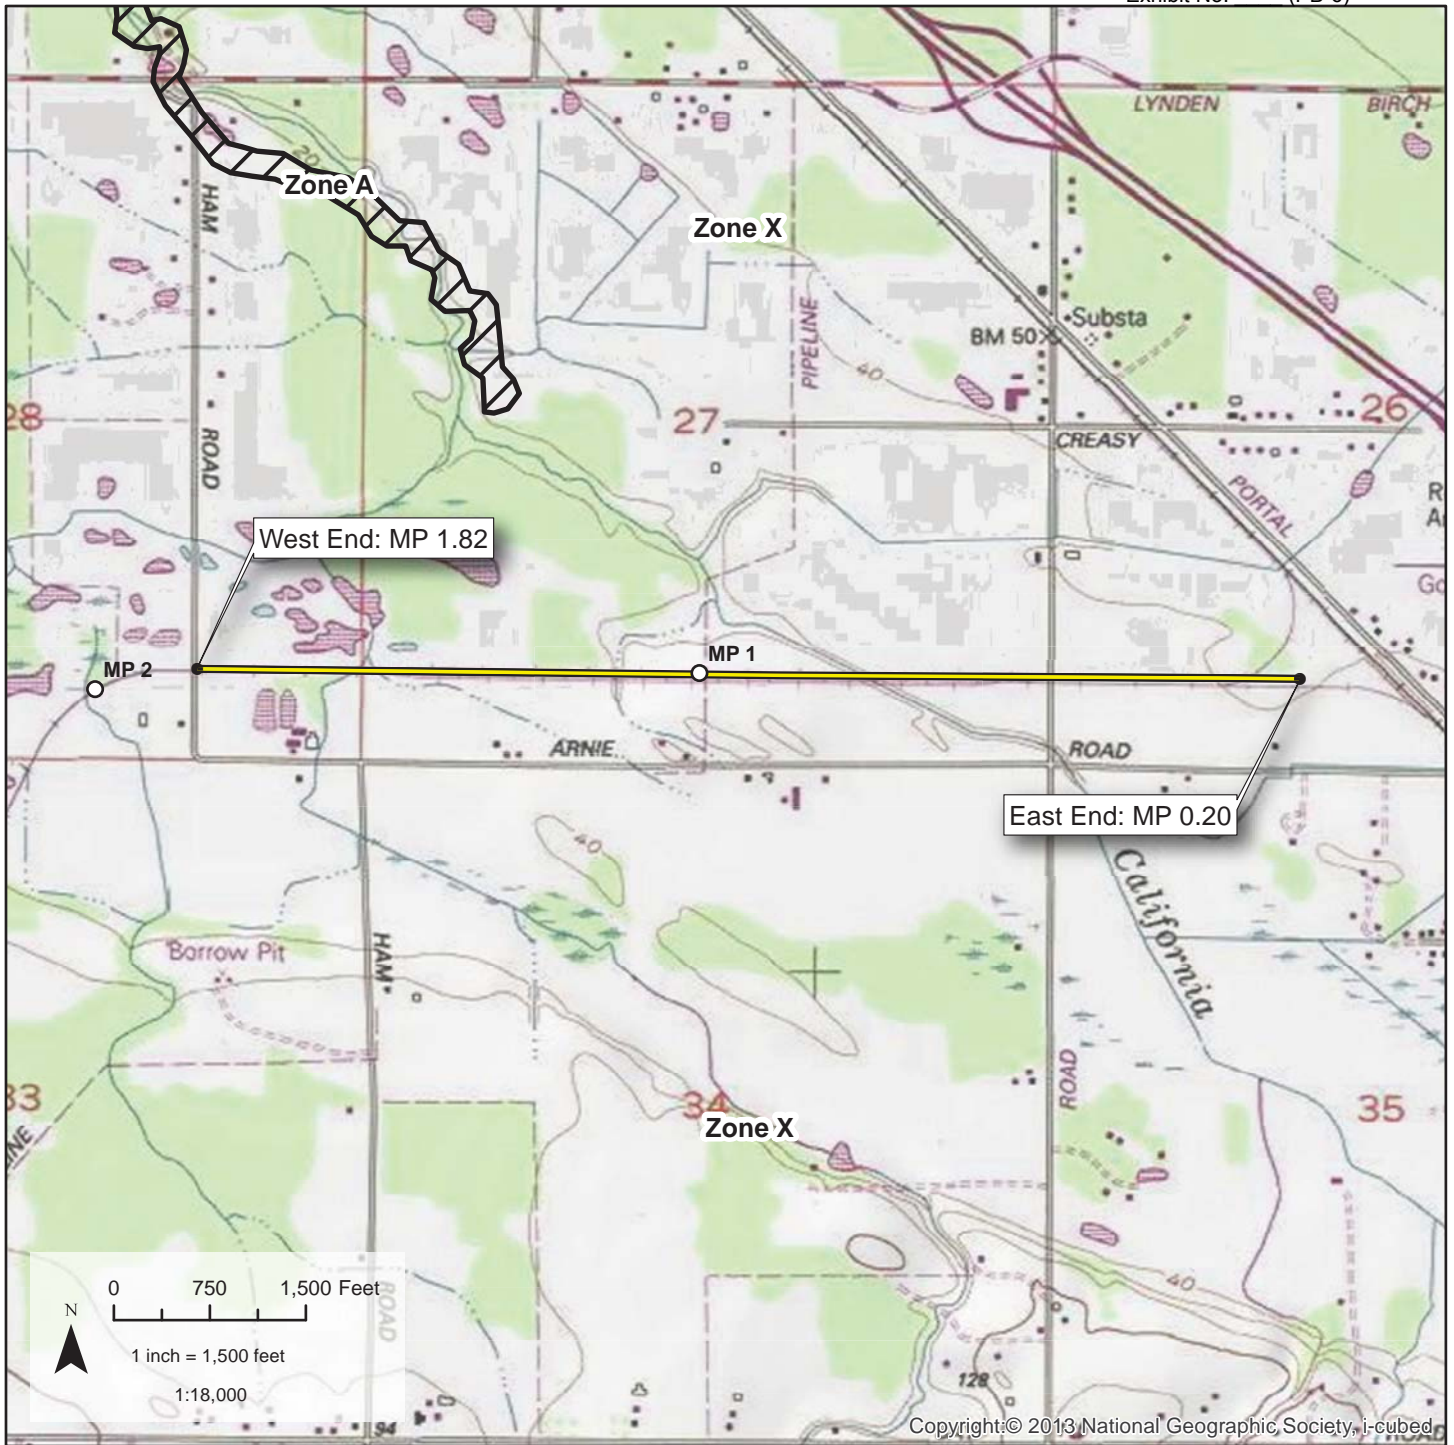 LYNDEN
BIRCH
20
Zone A
HAM
Zone X
PIPELINE
Substa
BM 50
40
28
27
26
CREASY
ROAD
PORTAL
West End: MP 1.82
MP 2
MP 1
ARNIE
ROAD
East End: MP 0.20
40
California
Borrow Pit
HAM
ROAD
33
34
35
Zone X
40
0 750 1,500 Feet
N
1 inch = 1,500 feet
1:18,000
ROAD
128
94
Copyright:© 2013 National Geographic Society, i-cubed